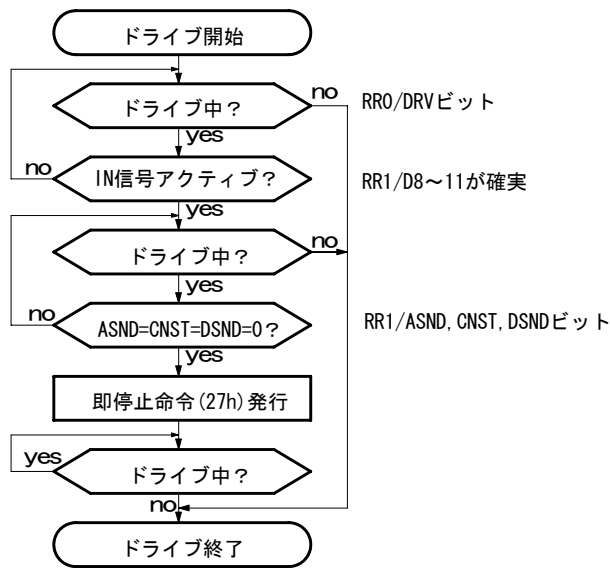 ドライブ開始
ドライブ中？
no
RR0/DRVビット
yes
no
IN信号アクティブ？
RR1/D8～11が確実
yes
ドライブ中？
no
yes
no
ASND=CNST=DSND=0？
RR1/ASND,CNST,DSNDビット
yes
即停止命令(27h)発行
yes
ドライブ中？
no
ドライブ終了